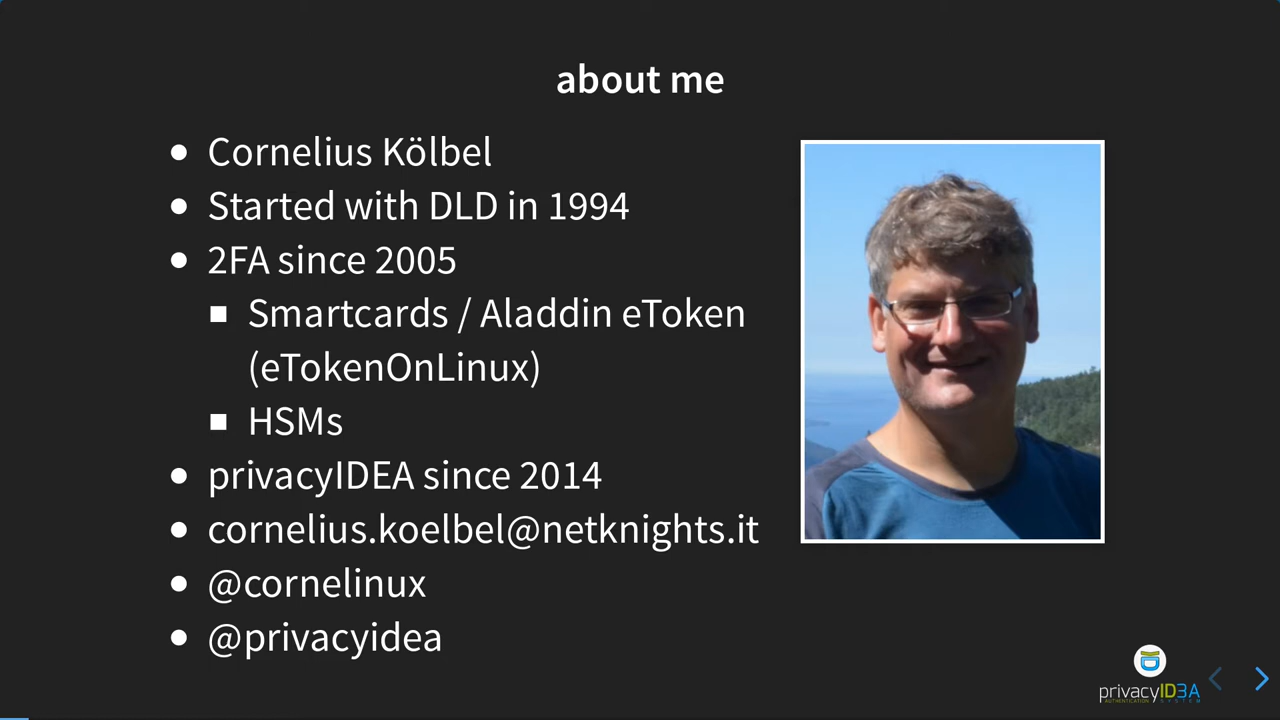 about me
Cornelius Kölbel
Started with DLD in 1994
2FA since 2005
Smartcards / Aladdin eToken
(eTokenOnLinux)
HSMs
privacyIDEA since 2014
cornelius.koelbel@netknights.it
@cornelinux
@privacyidea
privacyID3A
AUTHENTICATION SYSTEM